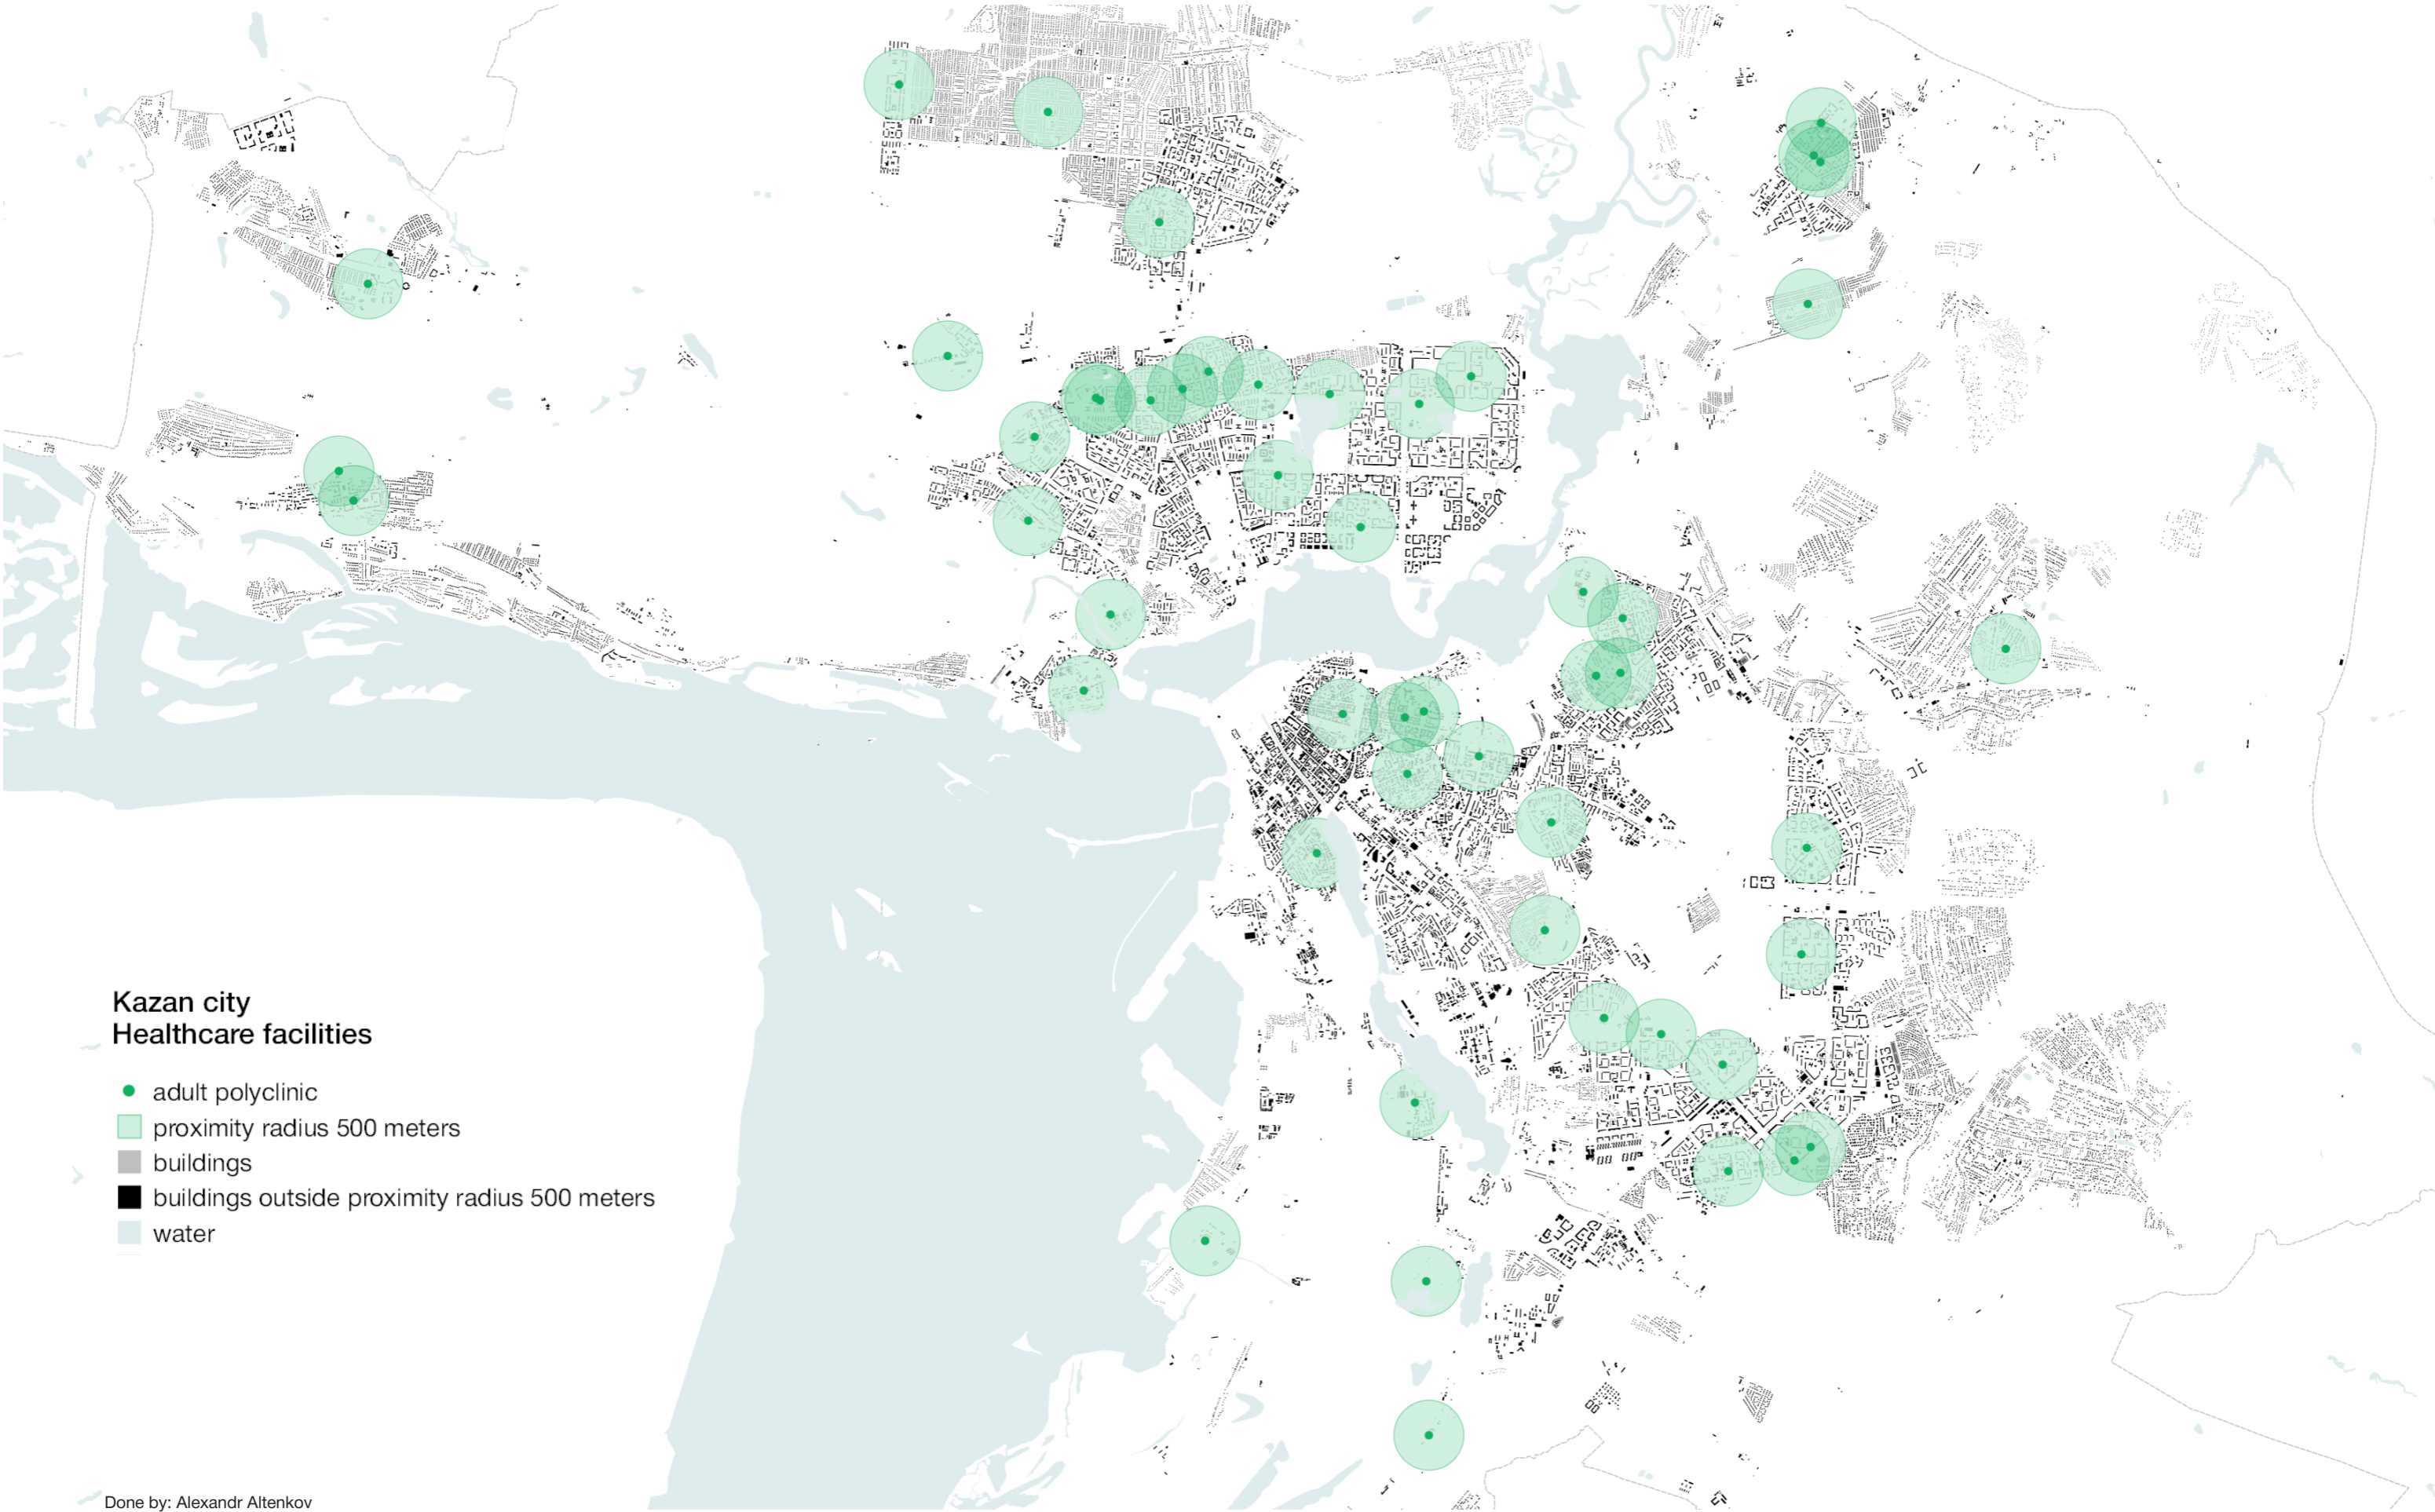 Kazan city
Healthcare facilities
adult polyclinic
proximity radius 500 meters
buildings
buildings outside proximity radius 500 meters
water
Done by: Alexandr Altenkov